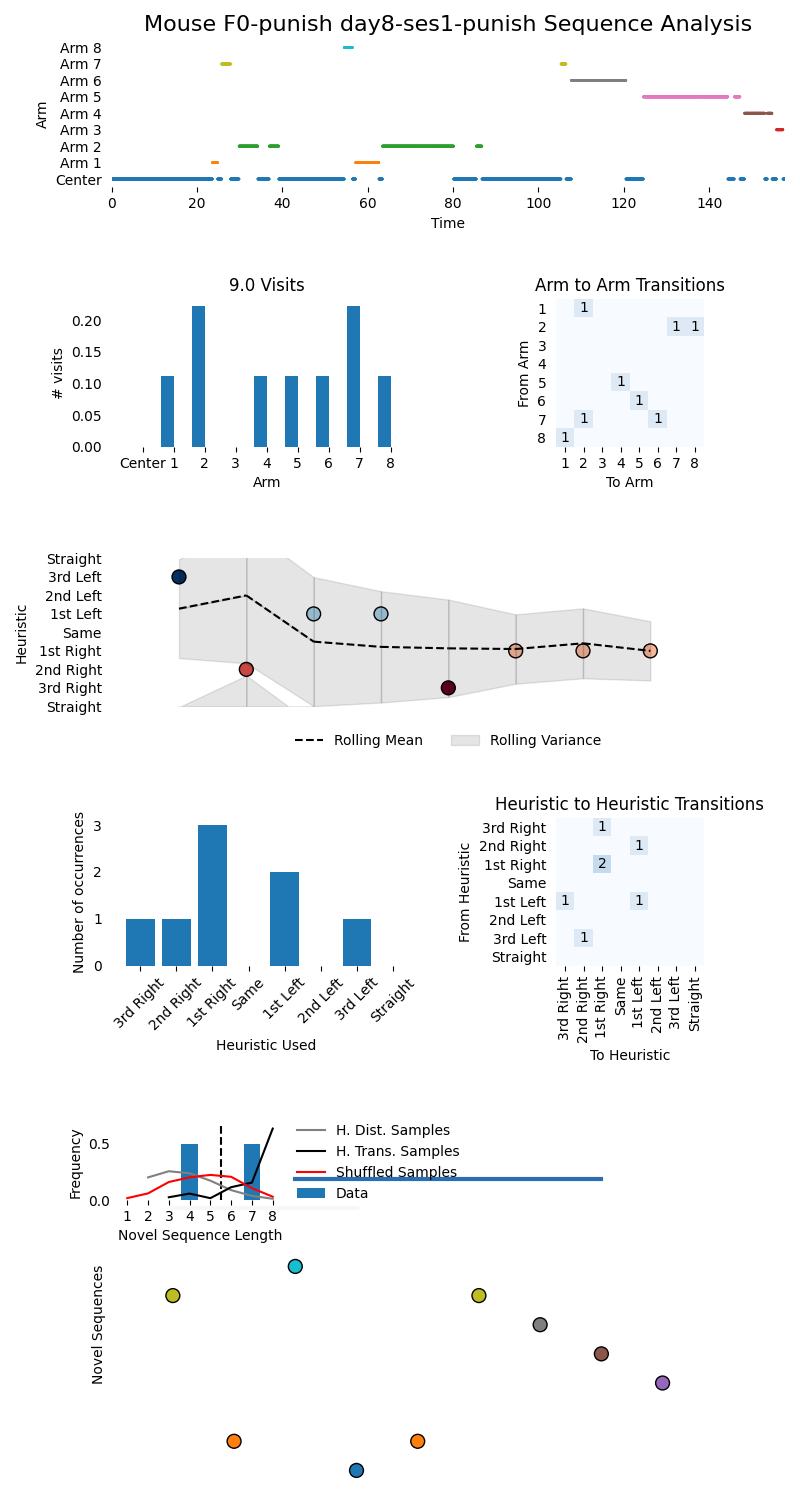 Mouse F0-punish day8-ses1-punish Sequence Analysis
Arm
Arm 8
Arm 7
Arm 6
Arm 5
Arm 4
Arm 3
Arm 2
Arm 1
Center
0 20 40 60 80 100 120 140
Time
9.0 Visits
# visits
0.20
0.15
0.10
0.05
0.00
Center 1 2 3 4 5 6 7 8
Arm
Arm to Arm Transitions
From Arm
1 1
2 1 1
3
4
5 1
6 1
7 1 1
8 1
1 2 3 4 5 6 7 8
To Arm
Heuristic
Straight
3rd Left
2nd Left
1st Left
Same
1st Right
2nd Right
3rd Right
Straight
Rolling Mean Rolling Variance
Number of occurrences
3
2
1
0
3rd Right 2nd Right 1st Right Same 1st Left 2nd Left 3rd Left Straight
Heuristic Used
Heuristic to Heuristic Transitions
From Heuristic
3rd Right 1
2nd Right 1
1st Right 2
Same
1st Left 1 1
2nd Left
3rd Left 1
Straight
3rd Right 2nd Right 1st Right Same 1st Left 2nd Left 3rd Left Straight
To Heuristic
Frequency
0.5
0.0
1 2 3 4 5 6 7 8
Novel Sequence Length
H. Dist. Samples
H. Trans. Samples
Shuffled Samples
Data
Novel Sequences